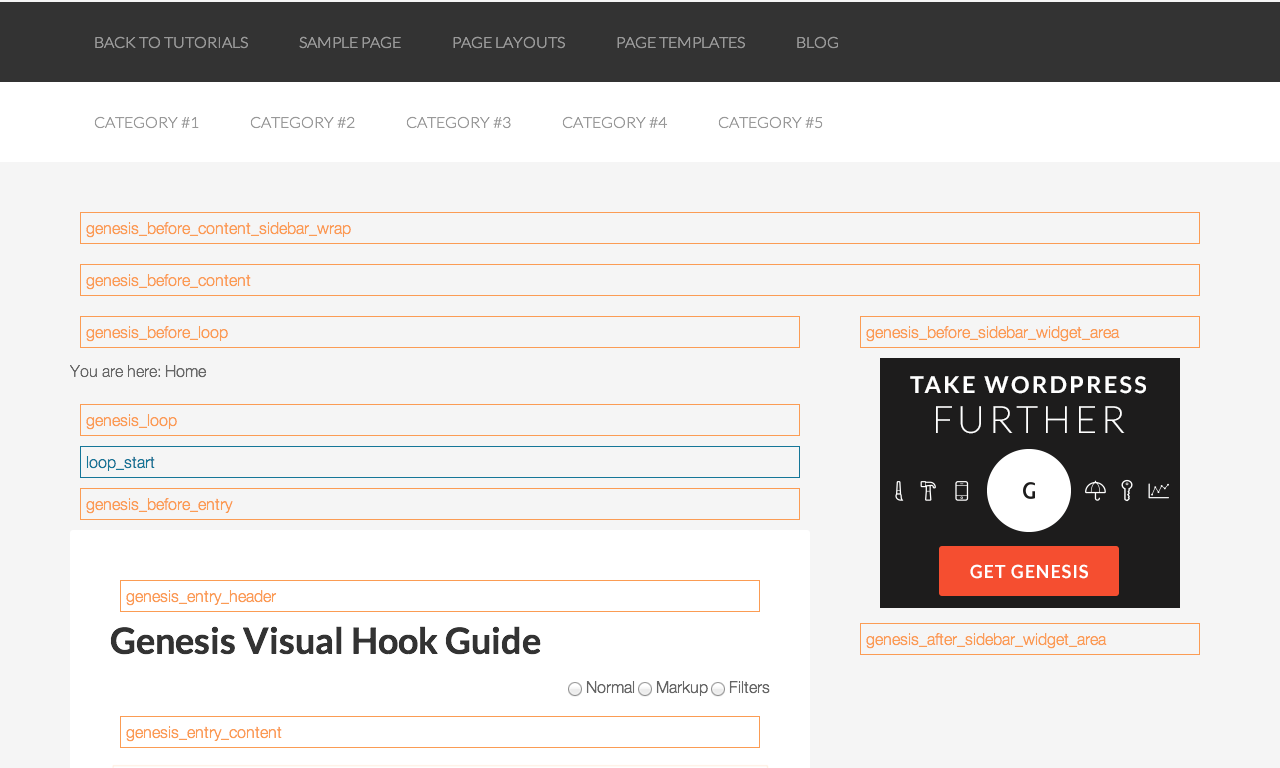 BACK TO TUTORIALS SAMPLE PAGE PAGE LAYOUTS PAGE TEMPLATES BLOG
CATEGORY #1 CATEGORY #2 CATEGORY #3 CATEGORY #4 CATEGORY #5
genesis_before_content_sidebar_wrap
genesis_before_content
genesis_before_loop
You are here: Home
genesis_loop
loop_start
genesis_before_entry
genesis_entry_header
Genesis Visual Hook Guide
Normal Markup Filters
genesis_entry_content
genesis_before_sidebar_widget_area
TAKE WORDPRESS
FURTHER
G
GET GENESIS
genesis_after_sidebar_widget_area